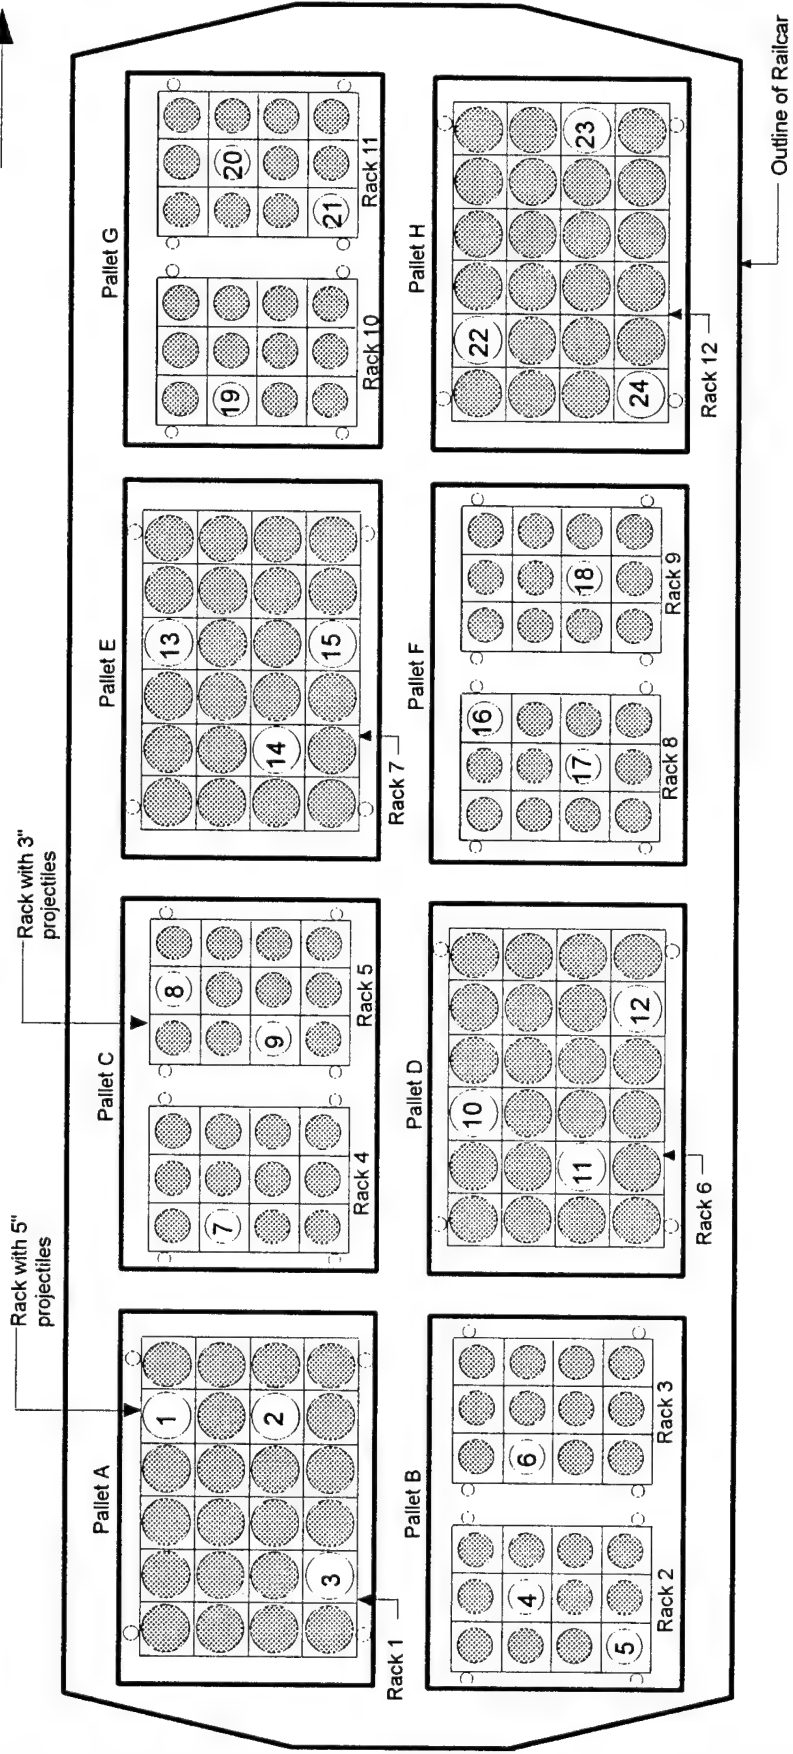 Rack with 5"
projectiles
Rack with 3"
projectiles
Pallet A
1
2
3
Rack 1
Pallet C
7
Rack 4
8
9
Rack 5
Pallet E
13
14
15
Rack 7
Pallet G
19
Rack 10
20
21
Rack 11
Pallet B
4
5
Rack 2
6
Rack 3
Pallet D
10
11
12
Rack 6
Pallet F
16
17
Rack 8
18
Rack 9
Pallet H
22
23
24
Rack 12
Outline of Railcar